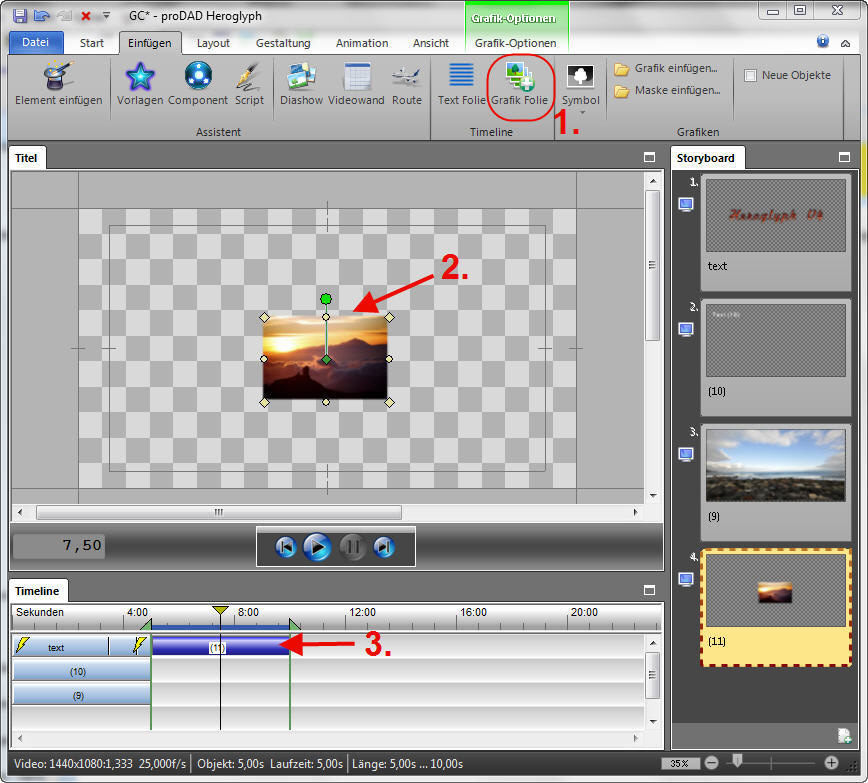 GC* - proDAD Heroglyph
Grafik-Optionen
Datei Start Einfügen Layout Gestaltung Animation Ansicht Grafik-Optionen
Element einfügen Vorlagen Component Script Diashow Videowand Route Text Folie Grafik Folie Symbol
Grafik einfügen...
Maske einfügen...
Neue Objekte
1.
Assistent Timeline Grafiken
Titel
2.
7,50
Storyboard
1.
Heroglyph D4
text
2.
Text (10)
(10)
3.
(9)
4.
(11)
Timeline
Sekunden 4:00 8:00 12:00 16:00 20:00
text (11) 3.
(10)
(9)
Video: 1440x1080:1,333 25,000f/s Objekt: 5,00s Laufzeit: 5,00s Länge: 5,00s ... 10,00s 35%